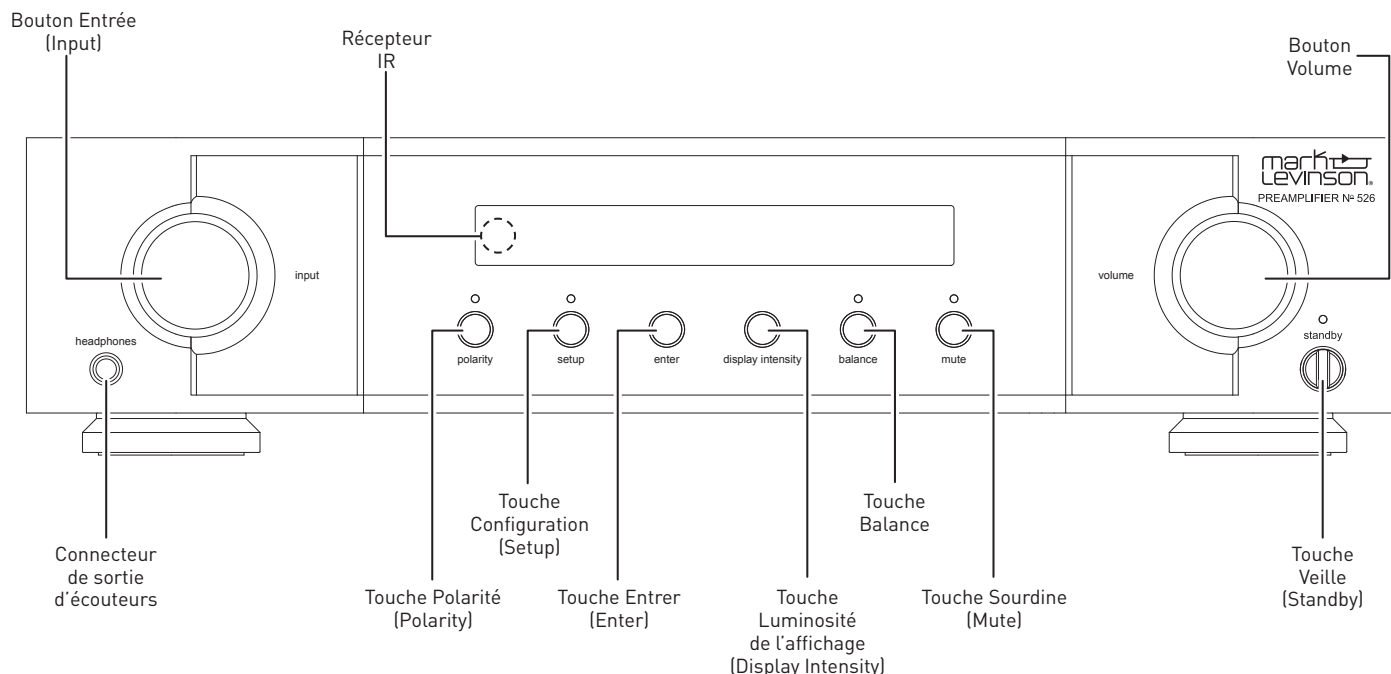 Bouton Entrée
(Input)
Récepteur
IR
Bouton
Volume
mark
Levinson®
PREAMPLIFIER Nº 526
input
volume
headphones
polarity
setup
enter
display intensity
balance
mute
standby
Touche
Configuration
(Setup)
Touche
Balance
Connecteur
de sortie
d'écouteurs
Touche Polarité
(Polarity)
Touche Entrer
(Enter)
Touche
Luminosité
de l'affichage
(Display Intensity)
Touche Sourdine
(Mute)
Touche
Veille
(Standby)